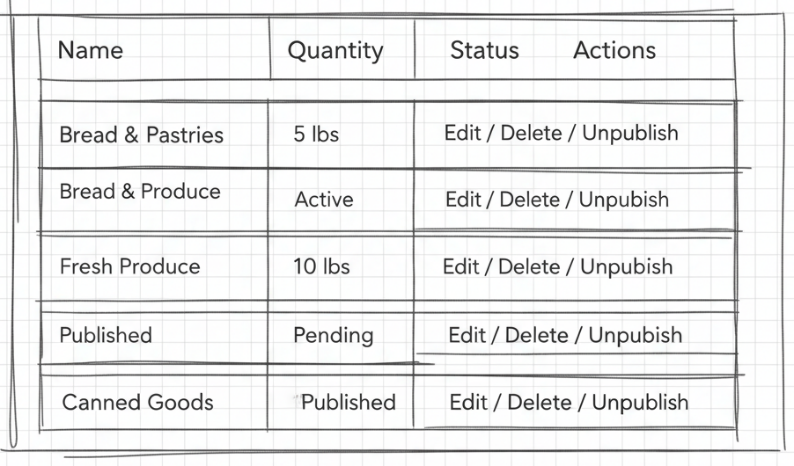 Name Quantity Status Actions
Bread & Pastries 5 lbs Edit / Delete / Unpublish
Bread & Produce Active Edit / Delete / Unpubish
Fresh Produce 10 lbs Edit / Delete / Unpubish
Published Pending Edit / Delete / Unpubish
Canned Goods Published Edit / Delete / Unpublish